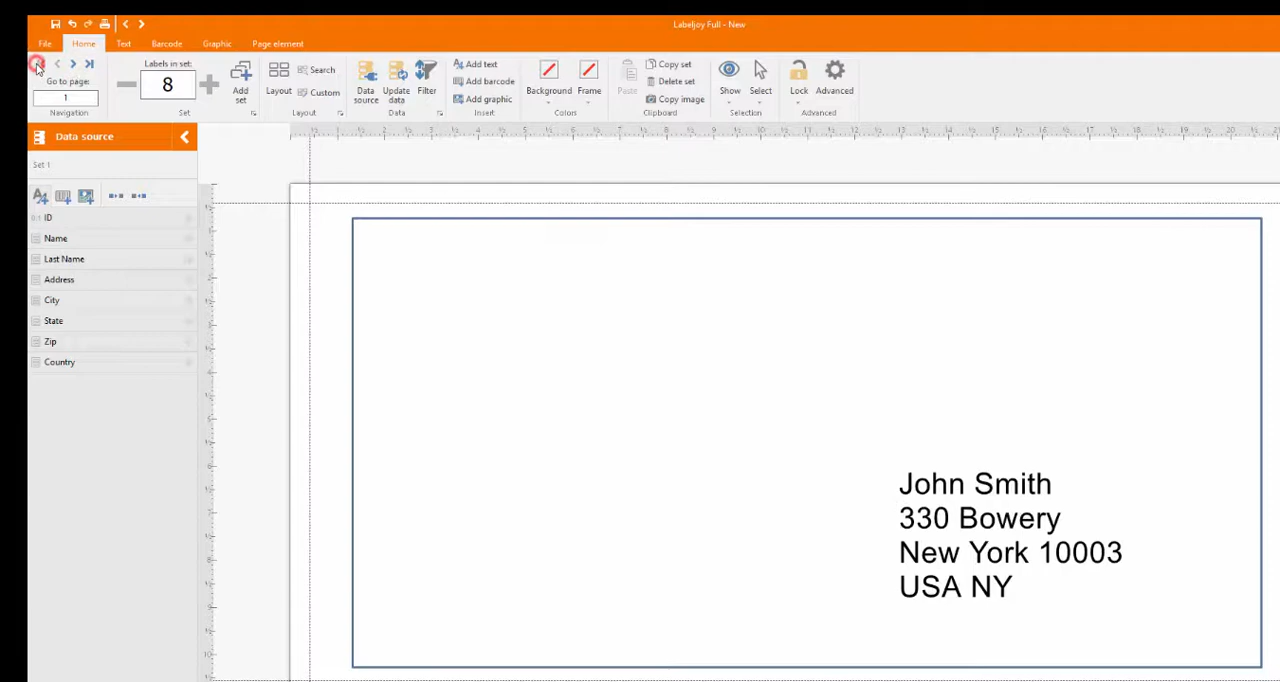 Labeljoy Full - New
File Home Text Barcode Graphic Page element
Go to page:
1
Navigation
Labels in set:
8
Add set
Set
Layout
Search
Custom
Layout
Data source
Update data
Filter
Data
Add text
Add barcode
Add graphic
Insert
Background
Frame
Colors
Paste
Copy set
Delete set
Copy image
Clipboard
Show
Select
Selection
Lock
Advanced
Advanced
Data source
Set 1
ID
Name
Last Name
Address
City
State
Zip
Country
John Smith
330 Bowery
New York 10003
USA NY